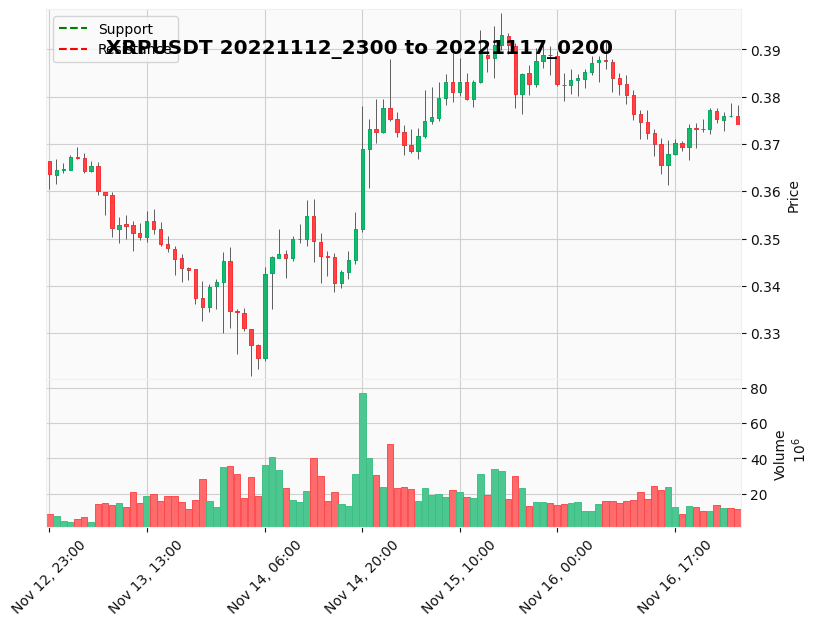 XRPUSDT 20221112_2300 to 20221117_0200
Support
Resistance
0.39
0.38
0.37
0.36
0.35
0.34
0.33
Price
80
60
40
20
Volume
10^6
Nov 12, 23:00
Nov 13, 13:00
Nov 14, 06:00
Nov 14, 20:00
Nov 15, 10:00
Nov 16, 00:00
Nov 16, 17:00